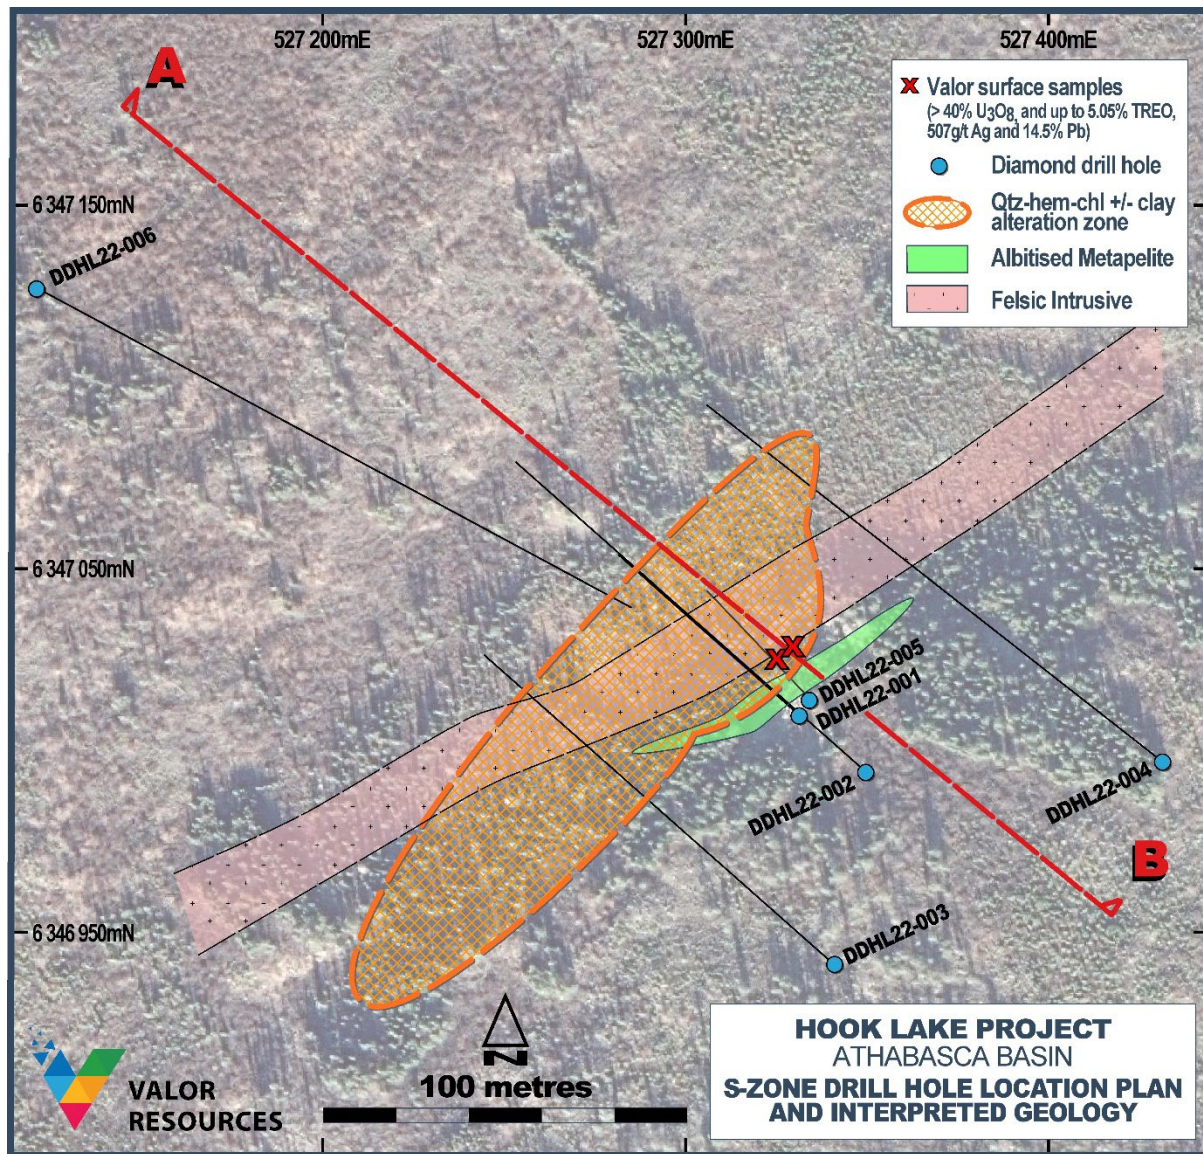 527 200mE
527 300mE
527 400mE
A
X Valor surface samples
(> 40% U₃O₈, and up to 5.05% TREO,
507g/t Ag and 14.5% Pb)
Diamond drill hole
Qtz-hem-chl +/- clay
alteration zone
Albitised Metapelite
Felsic Intrusive
6 347 150mN
DDHL22-006
6 347 050mN
X X
DDHL22-005
DDHL22-001
DDHL22-002
DDHL22-004
B
6 346 950mN
DDHL22-003
N
100 metres
VALOR
RESOURCES
HOOK LAKE PROJECT
ATHABASCA BASIN
S-ZONE DRILL HOLE LOCATION PLAN
AND INTERPRETED GEOLOGY